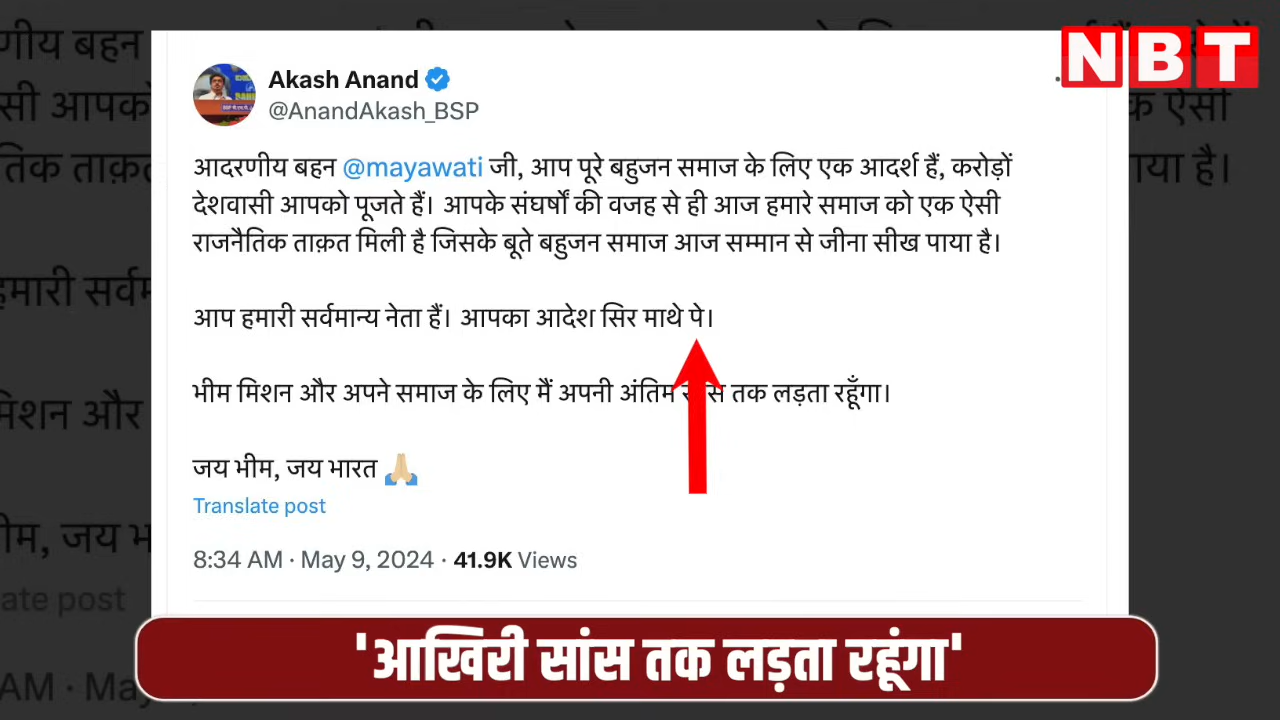 NBT
Akash Anand
@AnandAkash_BSP
आदरणीय बहन @mayawati जी, आप पूरे बहुजन समाज के लिए एक आदर्श हैं, करोड़ों
देशवासी आपको पूजते हैं। आपके संघर्षों की वजह से ही आज हमारे समाज को एक ऐसी
राजनैतिक ताक़त मिली है जिसके बूते बहुजन समाज आज सम्मान से जीना सीख पाया है।
आप हमारी सर्वमान्य नेता हैं। आपका आदेश सिर माथे पे।
भीम मिशन और अपने समाज के लिए मैं अपनी अंतिम साँस तक लड़ता रहूँगा।
जय भीम, जय भारत 🙏🏼
Translate post
8:34 AM · May 9, 2024 · 41.9K Views
'आखिरी सांस तक लड़ता रहूंगा'